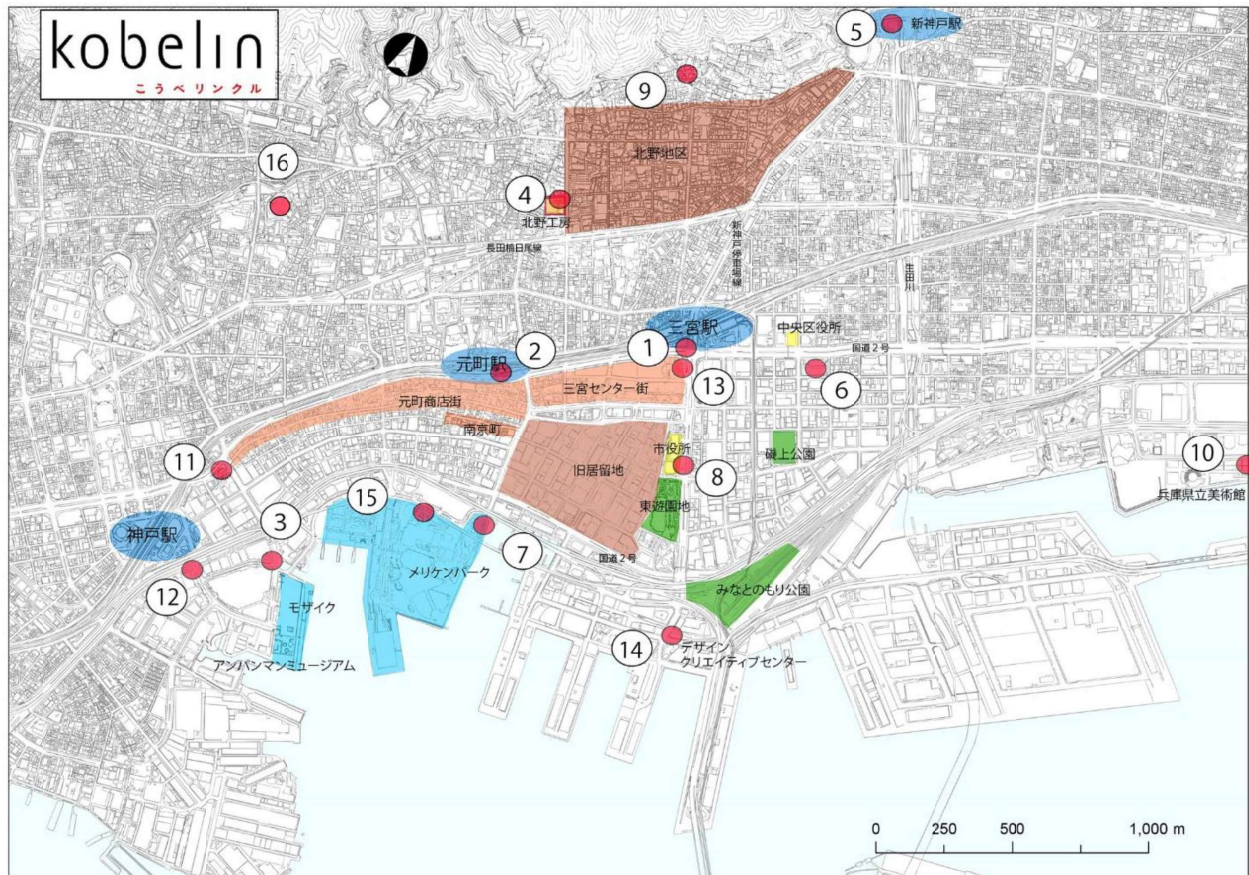 kobelin
こうべリンクル
5
新神戸駅
9
北野地区
16
4
北野工房
長田楠日尾線
新神戸停車場線
生田川
三宮駅
中央区役所
国道2号
1
2
元町駅
13
6
三宮センター街
元町商店街
南京町
市役所
磯上公園
10
11
旧居留地
8
兵庫県立美術館
15
東遊園地
神戸駅
3
7
国道2号
メリケンパーク
みなとのもり公園
12
モザイク
14
デザイン
クリエイティブセンター
アンパンマンミュージアム
0 250 500 1,000 m